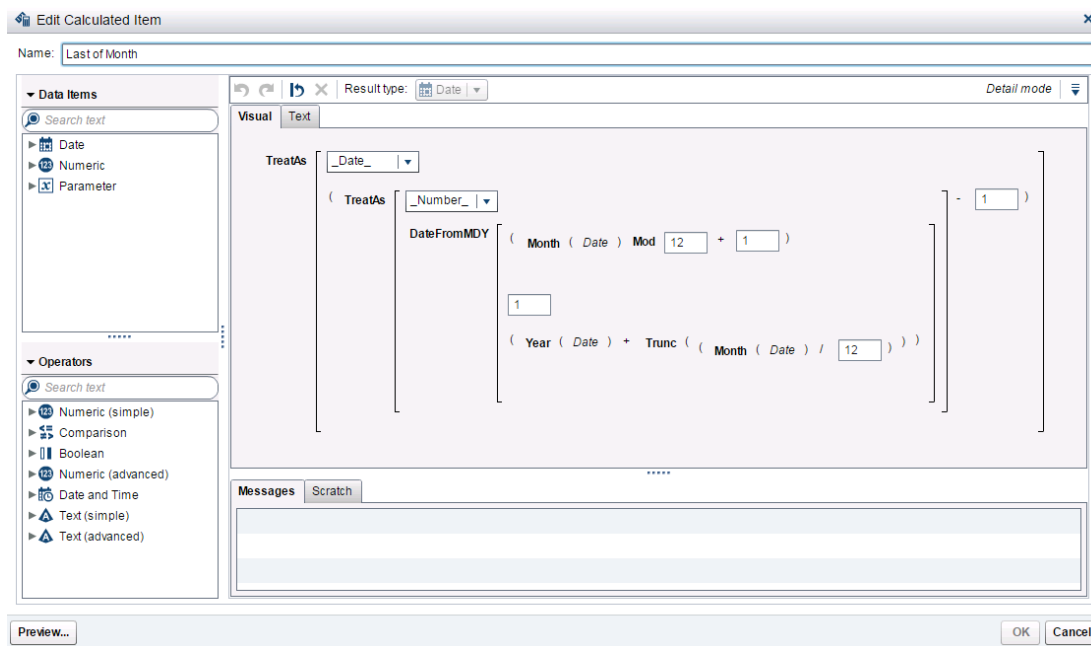 Edit Calculated Item
Name: Last of Month
Data Items
Search text
Date
123 Numeric
x Parameter
Operators
Search text
123 Numeric (simple)
Comparison
Boolean
123 Numeric (advanced)
Date and Time
A Text (simple)
A Text (advanced)
Result type: Date Detail mode
Visual Text
TreatAs _Date_
( TreatAs _Number_ - 1 )
DateFromMDY ( Month ( Date ) Mod 12 + 1 )
1
( Year ( Date ) + Trunc ( ( Month ( Date ) / 12 ) ) )
Messages Scratch
Preview... OK Cancel